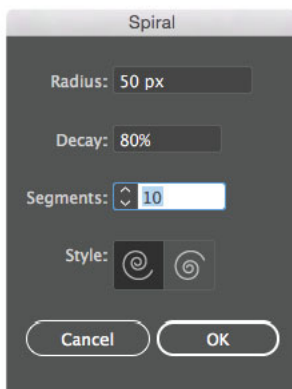 Spiral
Radius: 50 px
Decay: 80%
Segments: 10
Style:
Cancel OK